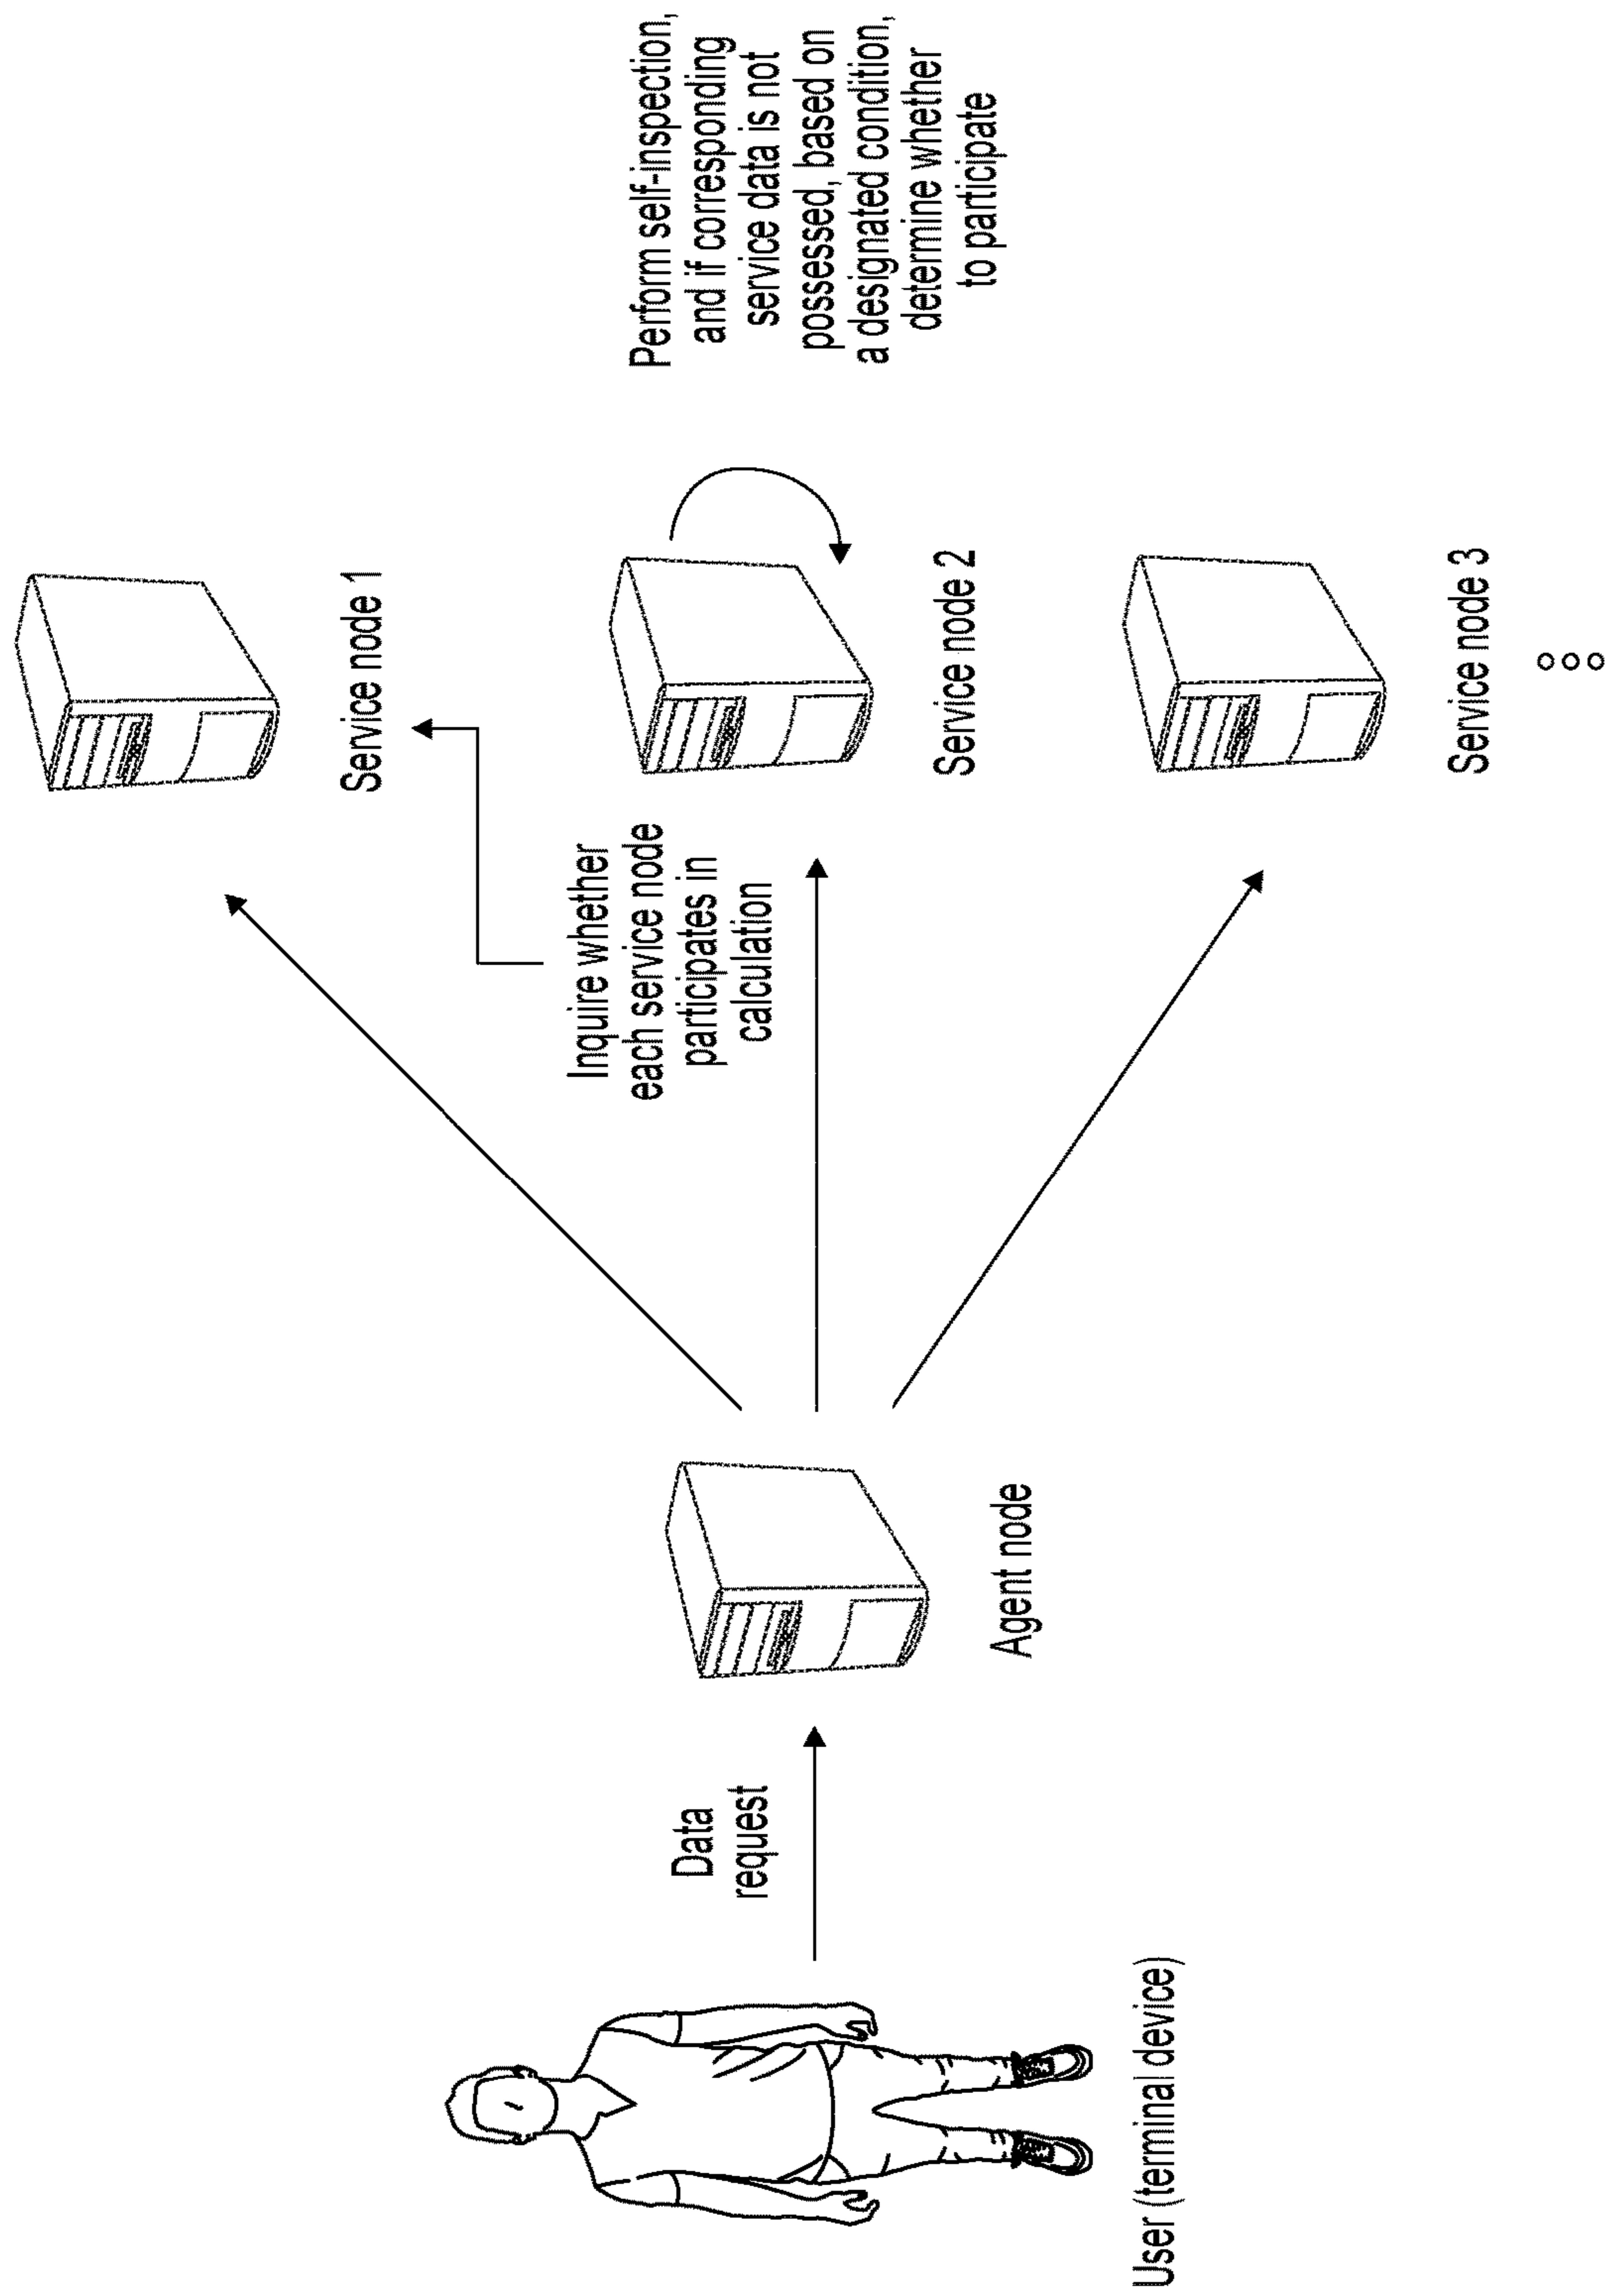 User (terminal device)
Data
request
Agent node
Inquire whether
each service node
participates in
calculation
Service node 1
Service node 2
Service node 3
Perform self-inspection,
and if corresponding
service data is not
possessed, based on
a designated condition,
determine whether
to participate